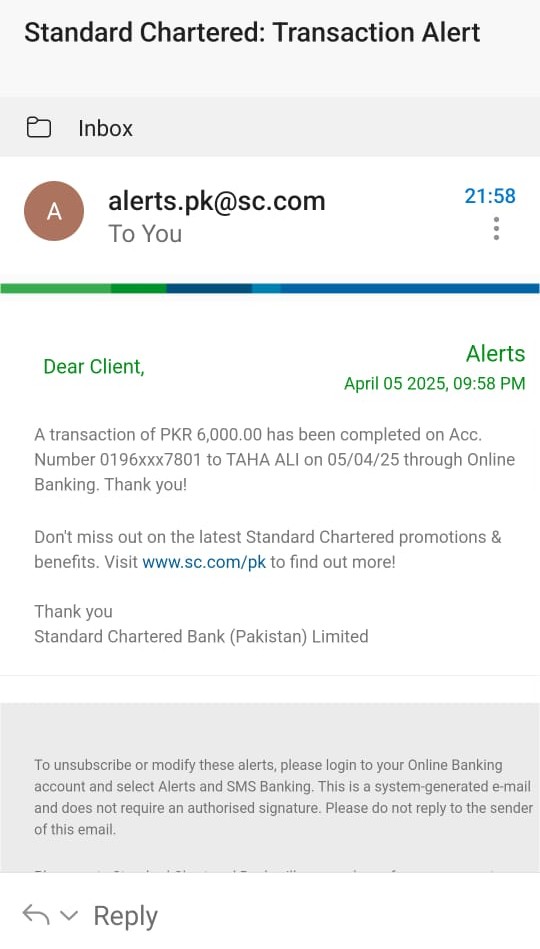 Standard Chartered: Transaction Alert
Inbox
A
alerts.pk@sc.com
21:58
To You
Alerts
Dear Client,
April 05 2025, 09:58 PM
A transaction of PKR 6,000.00 has been completed on Acc.
Number 0196xxx7801 to TAHA ALI on 05/04/25 through Online
Banking. Thank you!
Don't miss out on the latest Standard Chartered promotions &
benefits. Visit www.sc.com/pk to find out more!
Thank you
Standard Chartered Bank (Pakistan) Limited
To unsubscribe or modify these alerts, please login to your Online Banking
account and select Alerts and SMS Banking. This is a system-generated e-mail
and does not require an authorised signature. Please do not reply to the sender
of this email.
Reply